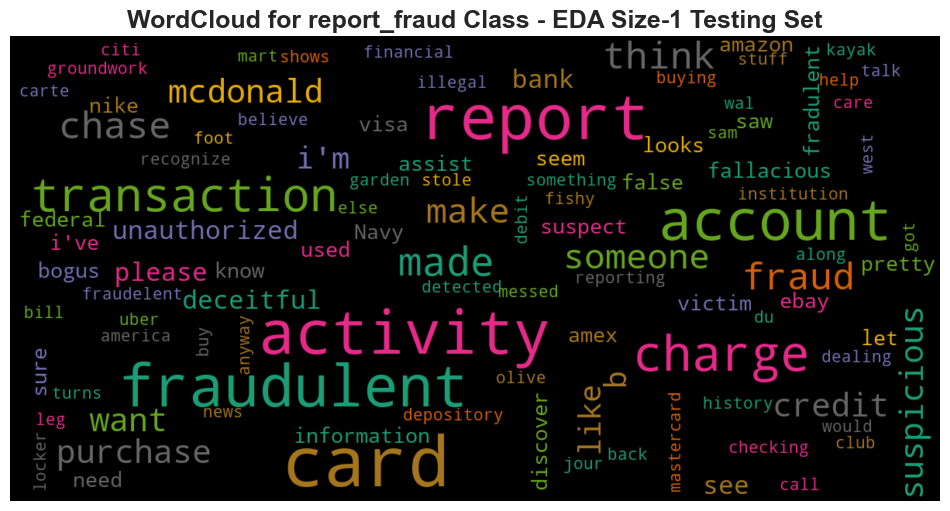 WordCloud for report_fraud Class - EDA Size-1 Testing Set
citi mart shows financial think amazon kayak
groundwork illegal bank buying stuff help talk
carte nike mcdonald report wal fradulent care
chase foot believe visa looks sam saw west
recognize i'm assist seem fallacious
transaction garden stole something false institution
federal else make fishy account
unauthorized Navy debit suspect got
i've used made someone along
bogus please know reporting fraud pretty
fraudelent deceitful detected messed victim ebay
bill uber activity du let
america buy anyway amex charge dealing
sure fraudulent olive b suspicious
turns like history credit
leg want news depository discover would
locker purchase information card jour back mastercard checking club
need see call